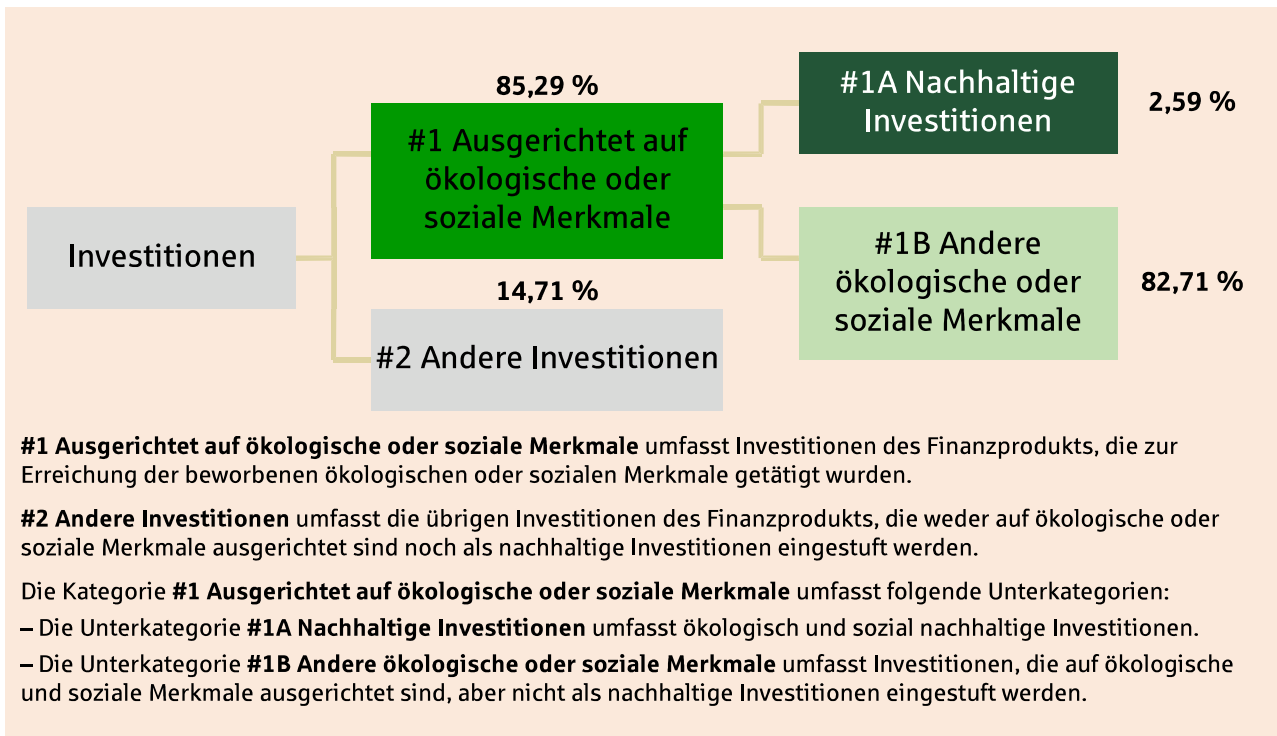 85,29 %
#1 Ausgerichtet auf
ökologische oder
soziale Merkmale
#1A Nachhaltige
Investitionen
2,59 %
Investitionen
#1B Andere
ökologische oder
soziale Merkmale
82,71 %
14,71 %
#2 Andere Investitionen
#1 Ausgerichtet auf ökologische oder soziale Merkmale umfasst Investitionen des Finanzprodukts, die zur
Erreichung der beworbenen ökologischen oder sozialen Merkmale getätigt wurden.
#2 Andere Investitionen umfasst die übrigen Investitionen des Finanzprodukts, die weder auf ökologische oder
soziale Merkmale ausgerichtet sind noch als nachhaltige Investitionen eingestuft werden.
Die Kategorie #1 Ausgerichtet auf ökologische oder soziale Merkmale umfasst folgende Unterkategorien:
– Die Unterkategorie #1A Nachhaltige Investitionen umfasst ökologisch und sozial nachhaltige Investitionen.
– Die Unterkategorie #1B Andere ökologische oder soziale Merkmale umfasst Investitionen, die auf ökologische
und soziale Merkmale ausgerichtet sind, aber nicht als nachhaltige Investitionen eingestuft werden.